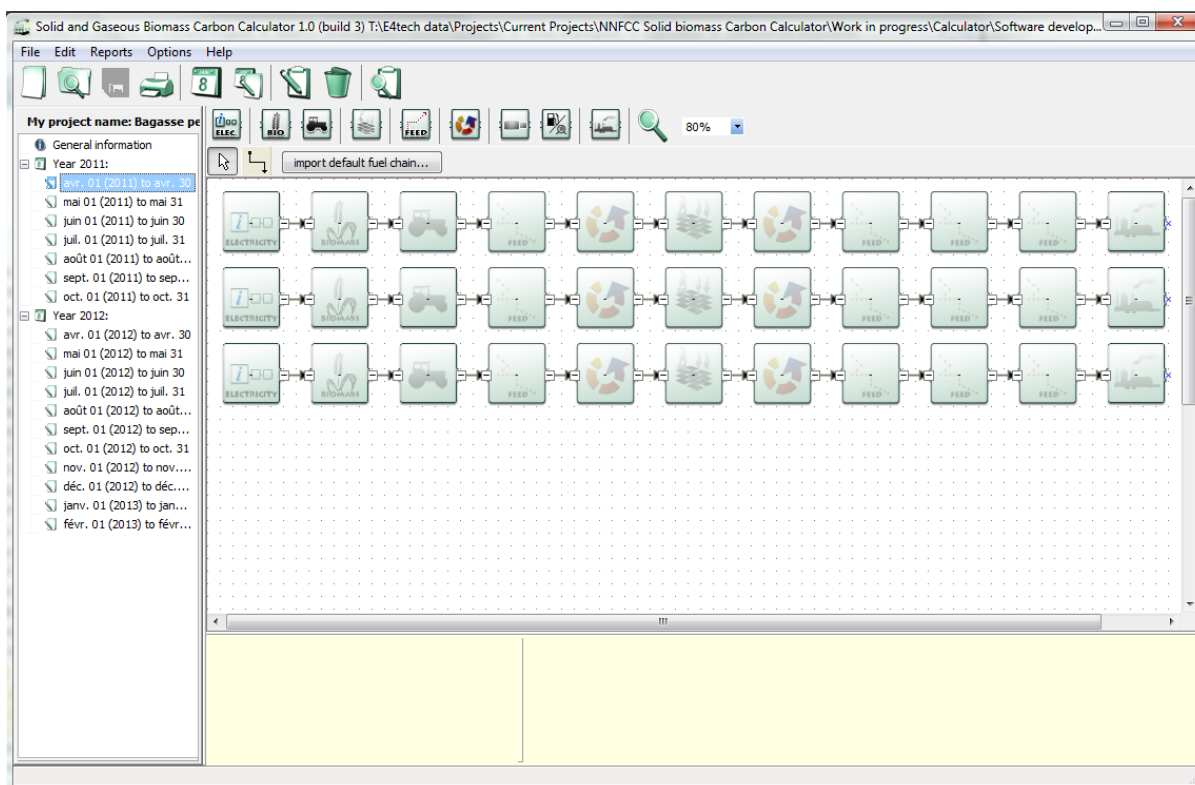 Solid and Gaseous Biomass Carbon Calculator 1.0 (build 3) T:\E4tech data\Projects\Current Projects\NNFCC Solid biomass Carbon Calculator\Work in progress\Calculator\Software develop...
File Edit Reports Options Help
JAN
8
My project name: Bagasse pe
ELEC. BIO FEED 80%
General information
import default fuel chain...
Year 2011:
avr. 01 (2011) to avr. 30
mai 01 (2011) to mai 31
juin 01 (2011) to juin 30
juil. 01 (2011) to juil. 31
août 01 (2011) to août...
sept. 01 (2011) to sep...
oct. 01 (2011) to oct. 31
Year 2012:
avr. 01 (2012) to avr. 30
mai 01 (2012) to mai 31
juin 01 (2012) to juin 30
juil. 01 (2012) to juil. 31
août 01 (2012) to août...
sept. 01 (2012) to sep...
oct. 01 (2012) to oct. 31
nov. 01 (2012) to nov....
déc. 01 (2012) to déc....
janv. 01 (2013) to jan...
févr. 01 (2013) to févr...
ELECTRICITY BIOMASS FEED FEED FEED FEED
ELECTRICITY BIOMASS FEED FEED FEED FEED
ELECTRICITY BIOMASS FEED FEED FEED FEED